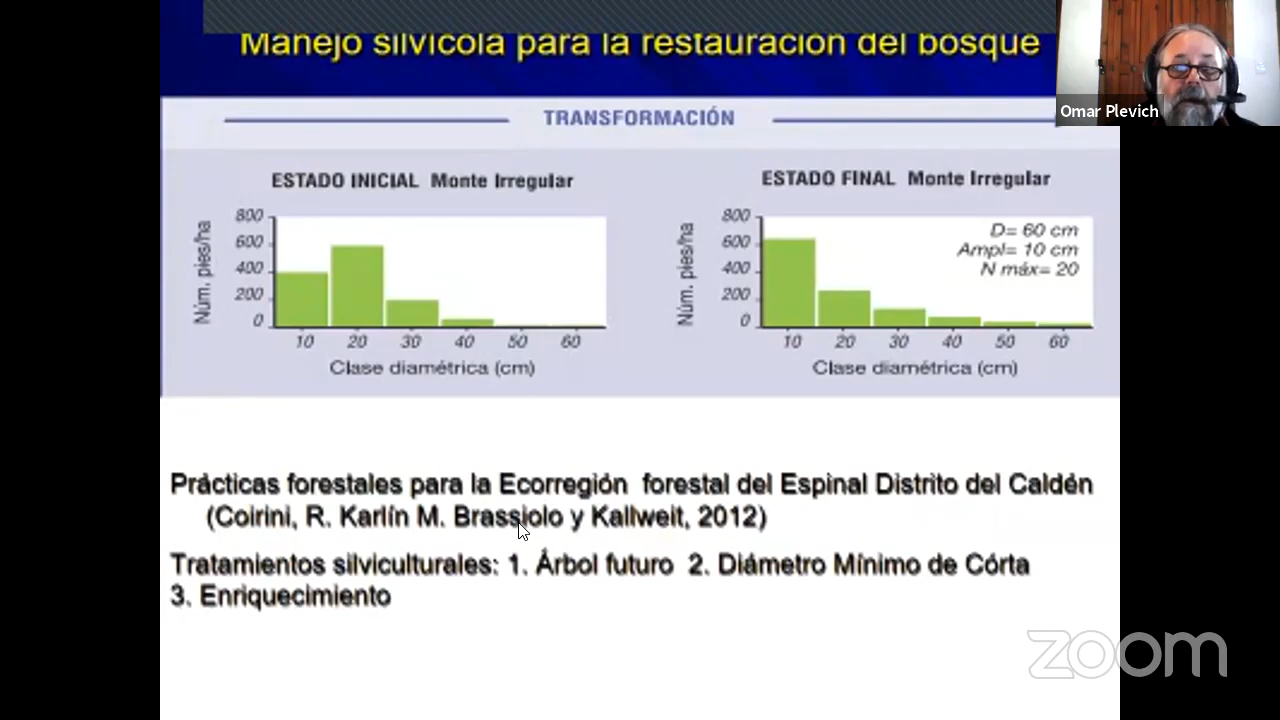 Manejo silvícola para la restauración del bosque
Omar Plevich
TRANSFORMACIÓN
ESTADO INICIAL Monte Irregular
Núm. pies/ha
800
600
400
200
0
10 20 30 40 50 60
Clase diamétrica (cm)
ESTADO FINAL Monte Irregular
Núm. pies/ha
800
600
400
200
0
D= 60 cm
Ampl= 10 cm
N máx= 20
10 20 30 40 50 60
Clase diamétrica (cm)
Prácticas forestales para la Ecorregión forestal del Espinal Distrito del Caldén
(Coirini, R. Karlín M. Brassiolo y Kallweit, 2012)
Tratamientos silviculturales: 1. Árbol futuro 2. Diámetro Mínimo de Córta
3. Enriquecimiento
zoom